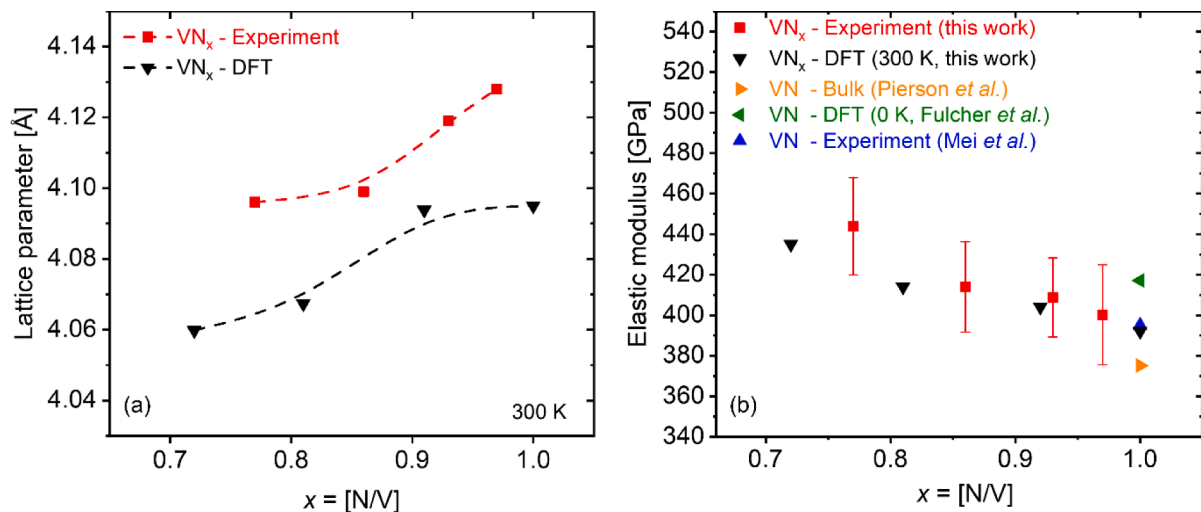 VNx - Experiment
VNx - DFT
4.14
4.12
4.10
4.08
4.06
4.04
Lattice parameter [Å]
(a)
300 K
0.7 0.8 0.9 1.0
x = [N/V]
VNx - Experiment (this work)
VNx - DFT (300 K, this work)
VN - Bulk (Pierson et al.)
VN - DFT (0 K, Fulcher et al.)
VN - Experiment (Mei et al.)
540
520
500
480
460
440
420
400
380
360
340
Elastic modulus [GPa]
(b)
0.7 0.8 0.9 1.0
x = [N/V]